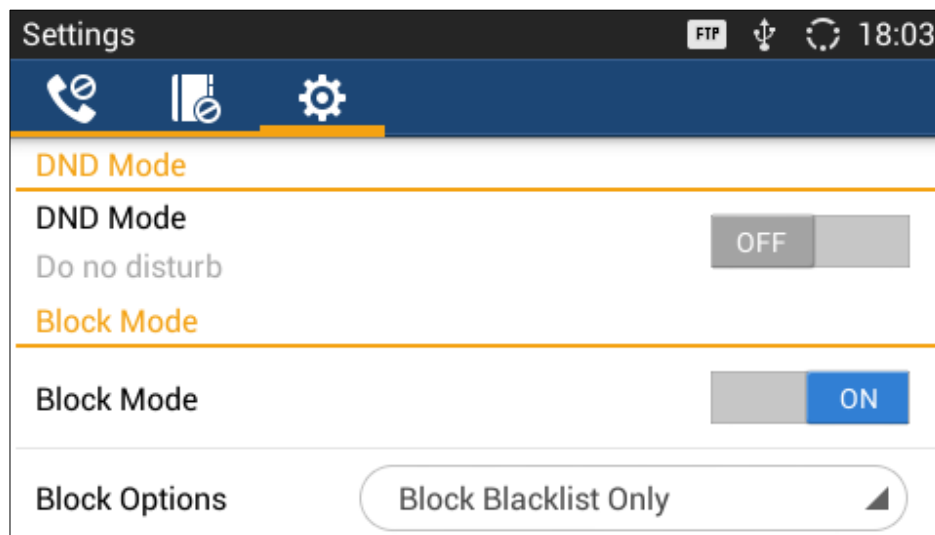 Settings
FTP
18:03
DND Mode
DND Mode
OFF
Do no disturb
Block Mode
Block Mode
ON
Block Options
Block Blacklist Only